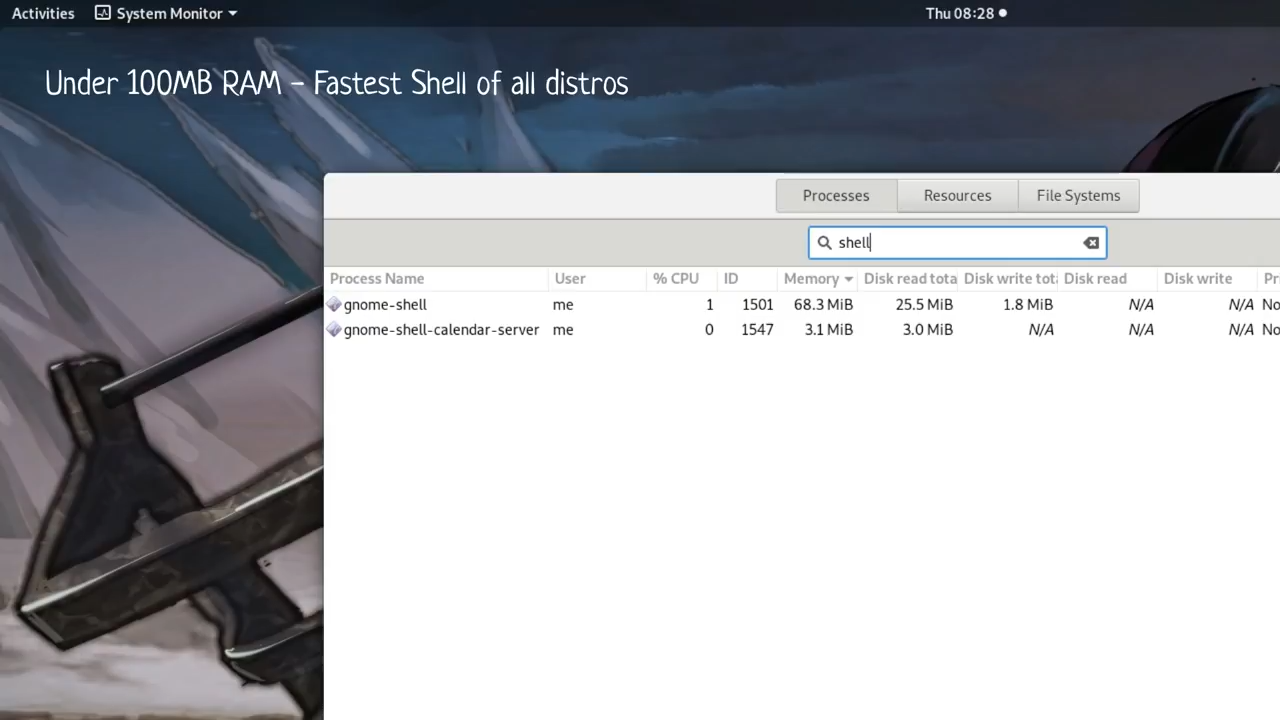 Activities System Monitor Thu 08:28
Under 100MB RAM - Fastest Shell of all distros
Processes Resources File Systems
shell
Process Name User % CPU ID Memory Disk read tota Disk write tot Disk read Disk write Pri
gnome-shell me 1 1501 68.3 MiB 25.5 MiB 1.8 MiB N/A N/A No
gnome-shell-calendar-server me 0 1547 3.1 MiB 3.0 MiB N/A N/A N/A No